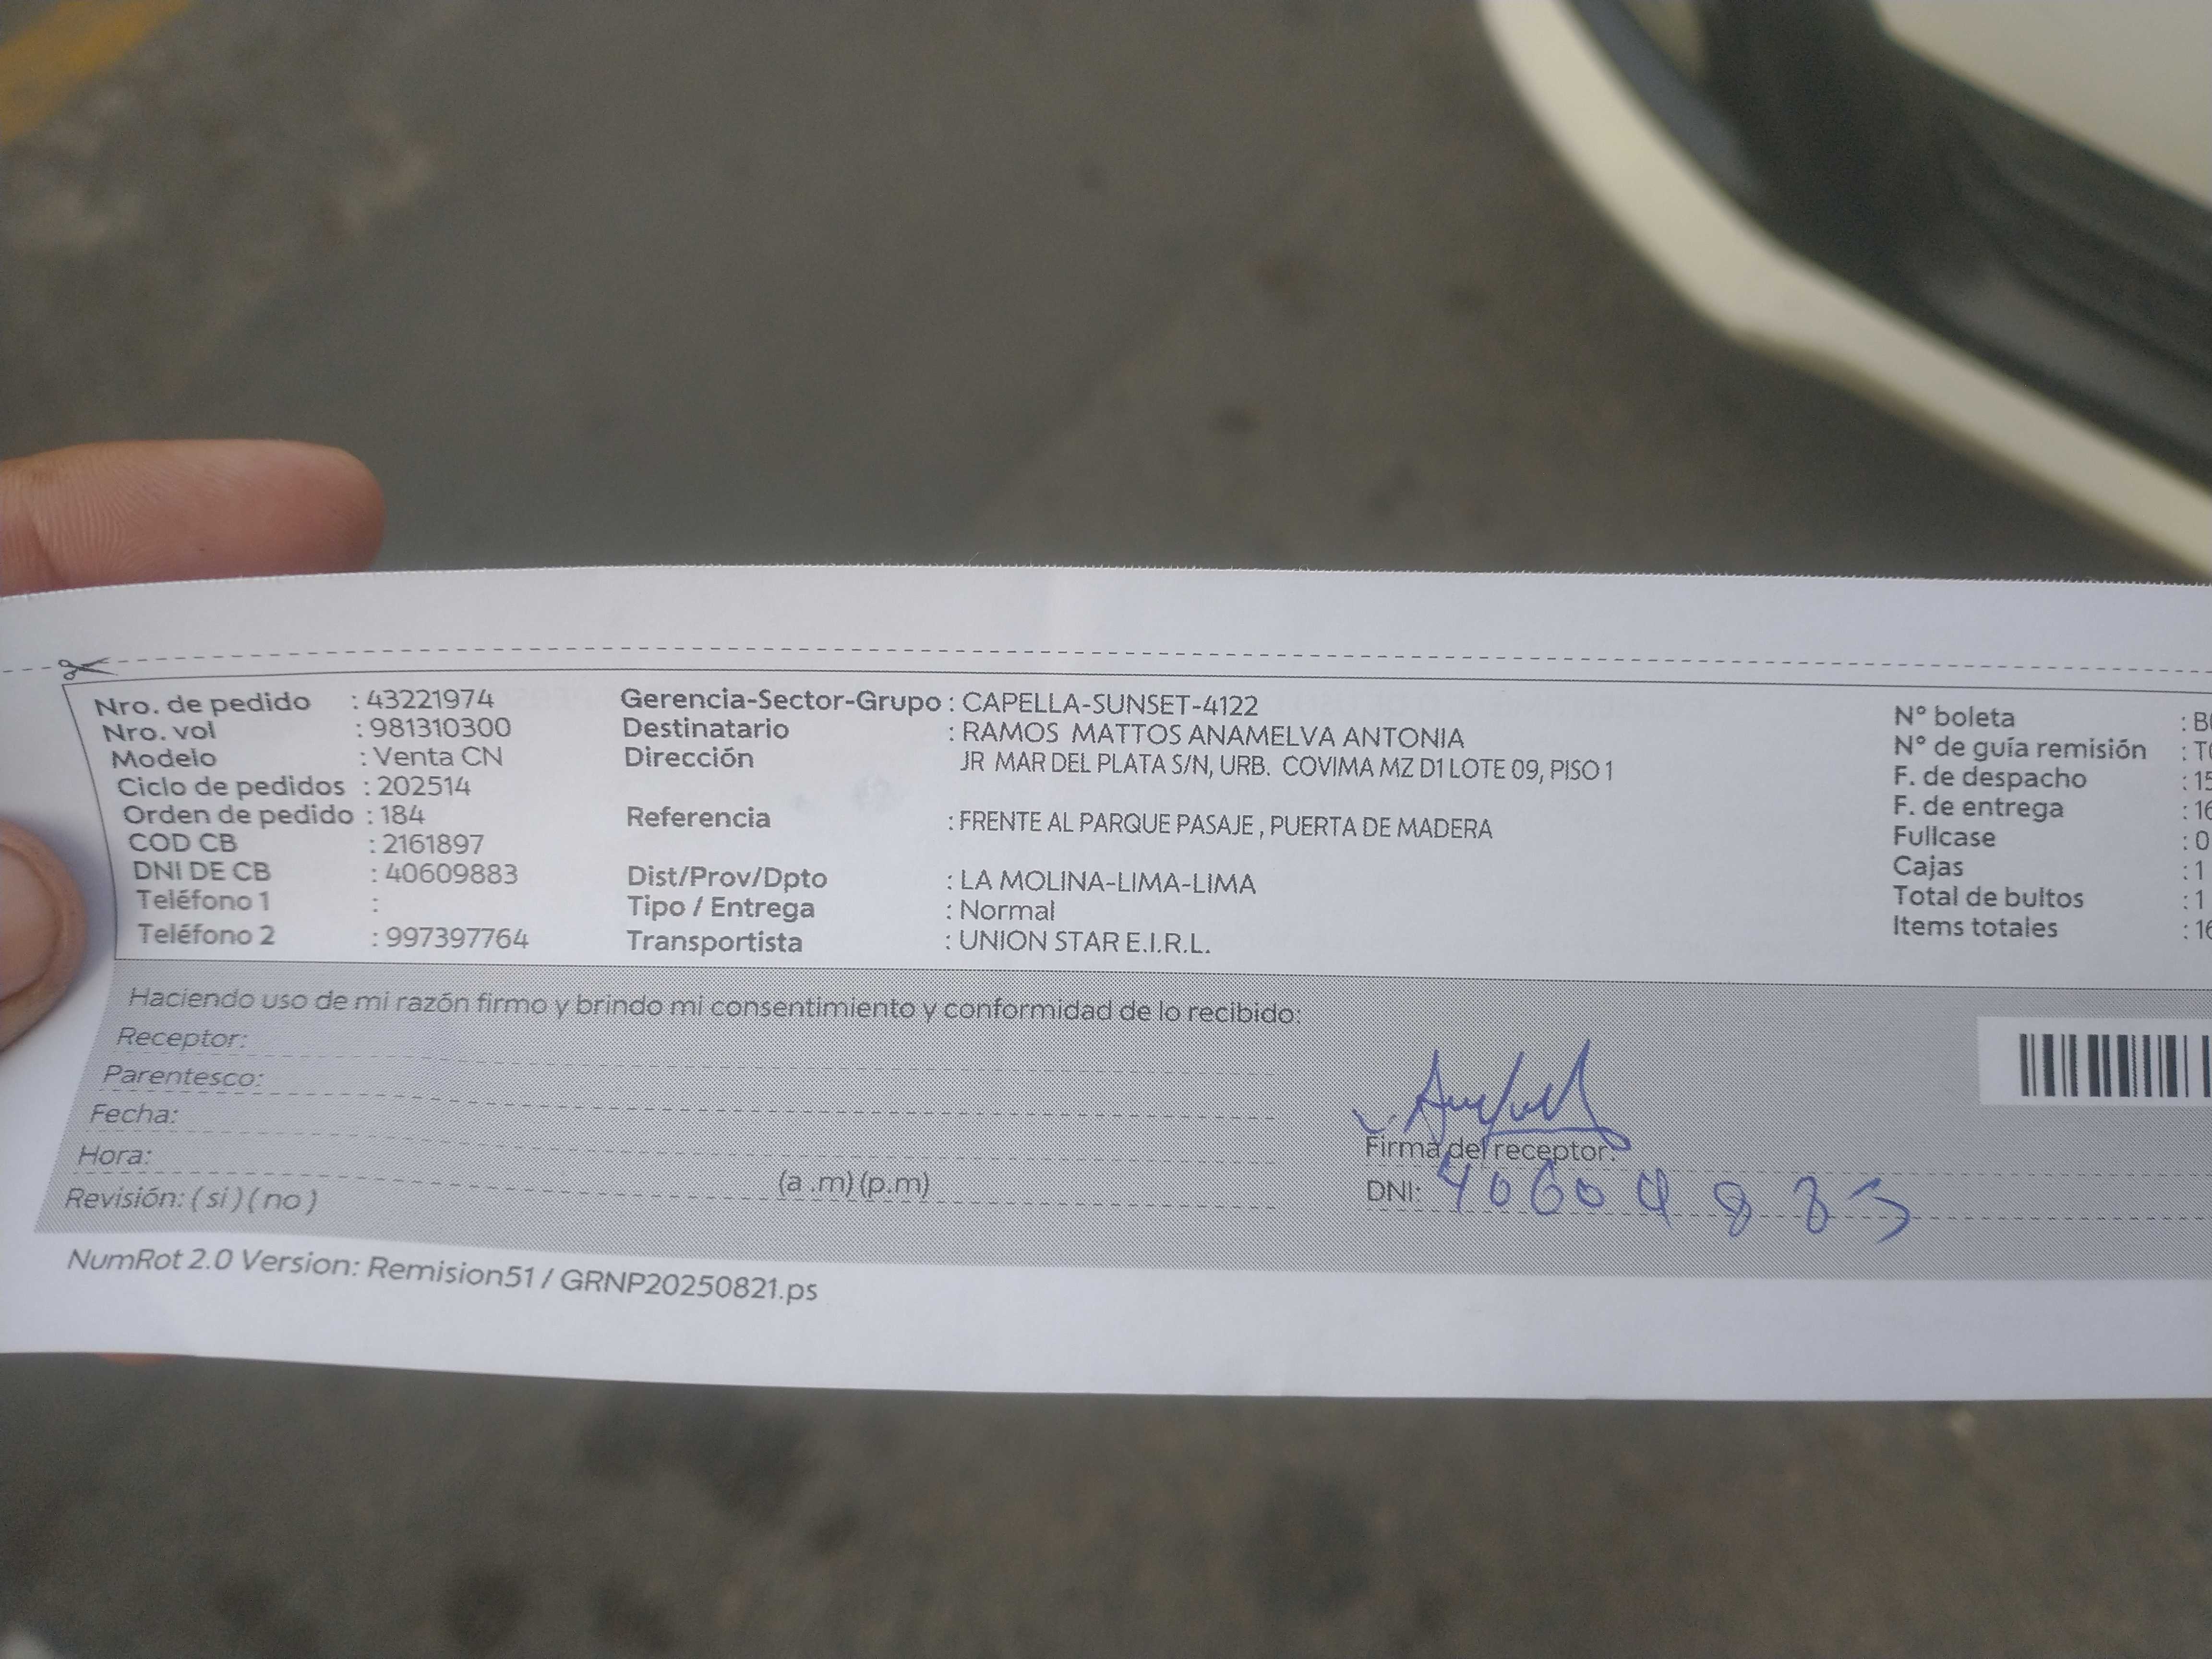 Nro. de pedido : 43221974
Nro. vol : 981310300
Modelo : Venta CN
Ciclo de pedidos : 202514
Orden de pedido : 184
COD CB : 2161897
DNI DE CB : 40609883
Teléfono 1 :
Teléfono 2 : 997397764
Gerencia-Sector-Grupo : CAPELLA-SUNSET-4122
Destinatario : RAMOS MATTOS ANAMELVA ANTONIA
Dirección JR MAR DEL PLATA S/N, URB. COVIMA MZ D1 LOTE 09, PISO 1
Referencia : FRENTE AL PARQUE PASAJE , PUERTA DE MADERA
Dist/Prov/Dpto : LA MOLINA-LIMA-LIMA
Tipo / Entrega : Normal
Transportista : UNION STAR E.I.R.L.
N° boleta :
N° de guía remisión :
F. de despacho : 15
F. de entrega : 16
Fullcase : 0
Cajas : 1
Total de bultos : 1
Items totales : 16
Haciendo uso de mi razón firmo y brindo mi consentimiento y conformidad de lo recibido:
Receptor:
Parentesco:
Fecha:
Hora: (a .m) (p.m)
Revisión: ( si ) ( no )
Firma del receptor:
DNI: 40609883
NumRot 2.0 Version: Remision51 / GRNP20250821.ps